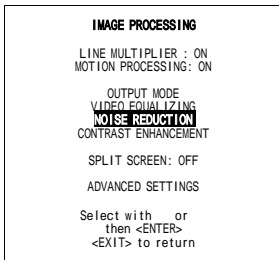 IMAGE PROCESSING
LINE MULTIPLIER : ON
MOTION PROCESSING: ON
OUTPUT MODE
VIDEO EQUALIZING
NOISE REDUCTION
CONTRAST ENHANCEMENT
SPLIT SCREEN: OFF
ADVANCED SETTINGS
Select with or
then <ENTER>
<EXIT> to return